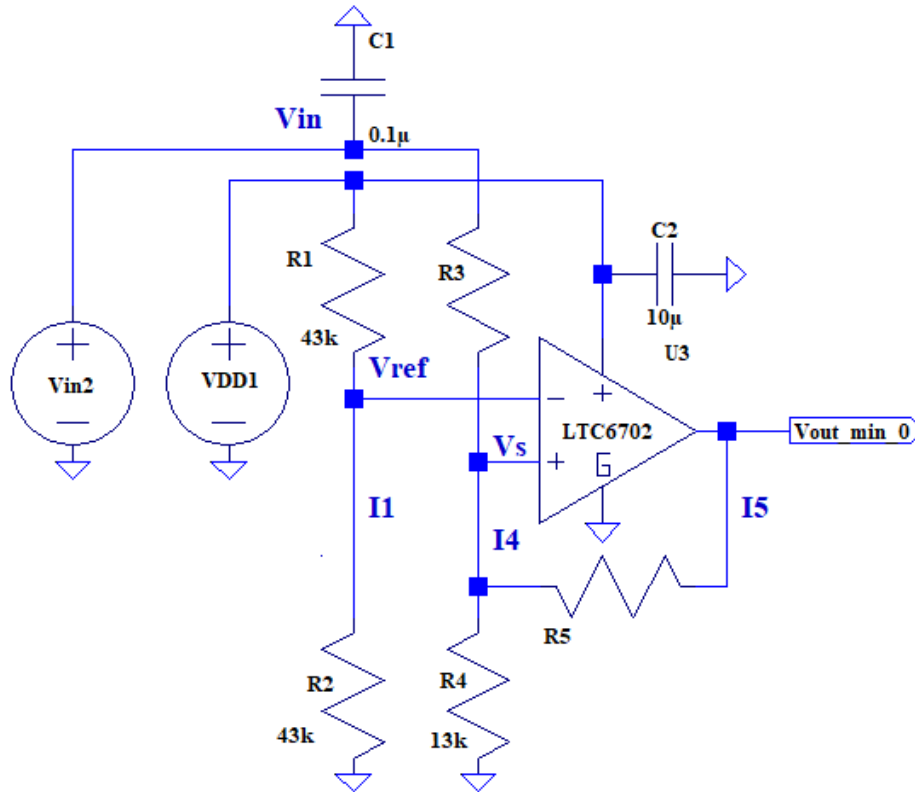 C1
Vin
0.1µ
R1
R3
C2
43k
10µ
U3
Vin2
VDD1
Vref
LTC6702
Vout_min_0
Vs
G
I1
I4
I5
R5
R2
R4
43k
13k